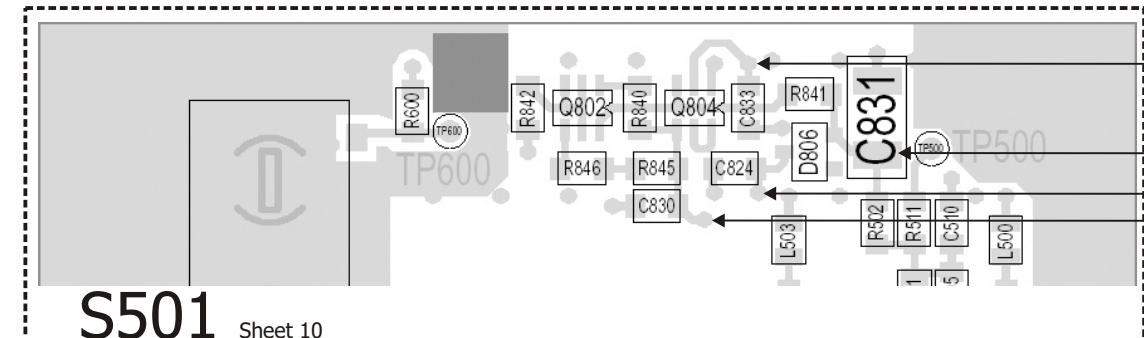 R600
TP600
TP600
R842
Q802
R840
Q804
C833
R841
C831
D806
TP500
TP500
R846
R845
C824
C830
L503
R502
R511
C510
L500
S501 Sheet 10